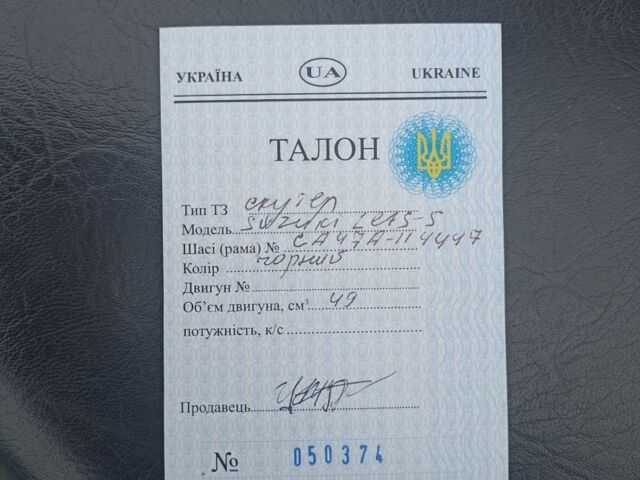 УКРАЇНА UA UKRAINE
ТАЛОН
Тип ТЗ скутер
Модель Suzuki Lets-5
Шасі (рама) № CA47A-114447
Колір чорний
Двигун №
Об'єм двигуна, см³ 49
потужність, к/с
Продавець
№ 050374